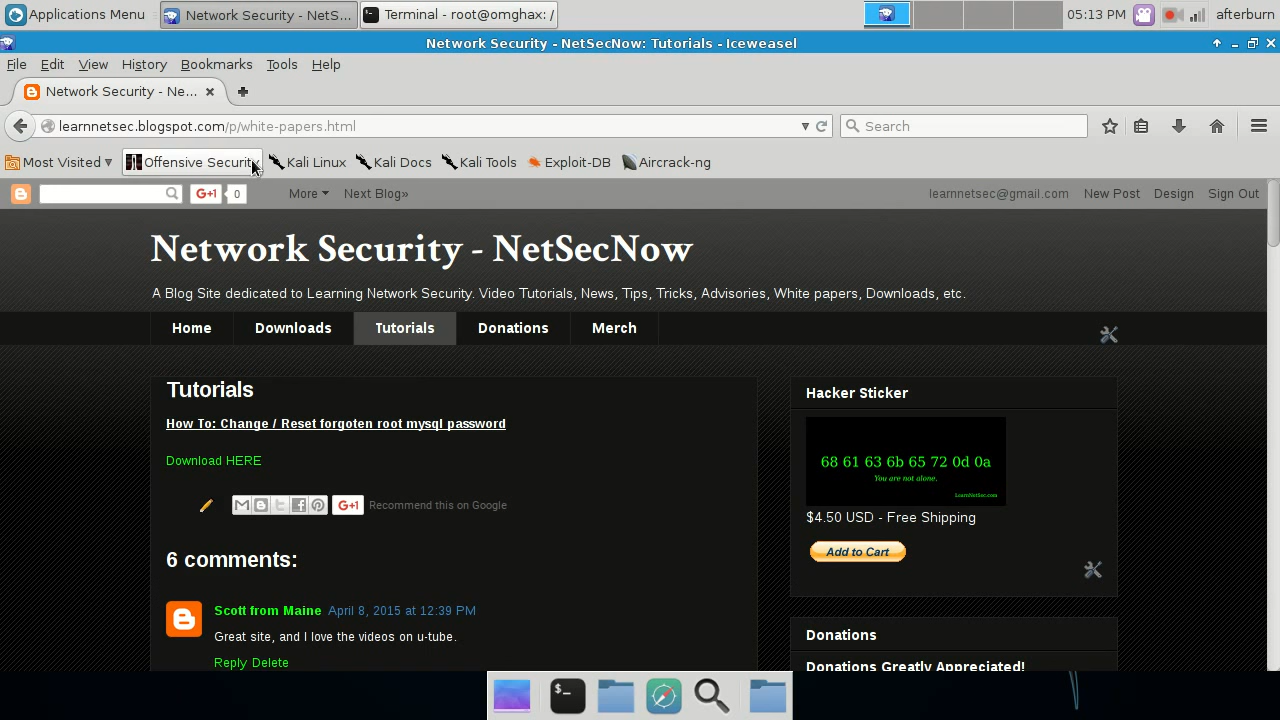 Applications Menu
Network Security - NetS...
Terminal - root@omghax: /
05:13 PM
afterburn
Network Security - NetSecNow: Tutorials - Iceweasel
File Edit View History Bookmarks Tools Help
Network Security - Ne...
learnnetsec.blogspot.com/p/white-papers.html
Search
Most Visited
Offensive Security
Kali Linux
Kali Docs
Kali Tools
Exploit-DB
Aircrack-ng
G+1 0
More
Next Blog»
learnnetsec@gmail.com
New Post
Design
Sign Out
Network Security - NetSecNow
A Blog Site dedicated to Learning Network Security. Video Tutorials, News, Tips, Tricks, Advisories, White papers, Downloads, etc.
Home
Downloads
Tutorials
Donations
Merch
Tutorials
How To: Change / Reset forgoten root mysql password
Download HERE
G+1 Recommend this on Google
6 comments:
Scott from Maine April 8, 2015 at 12:39 PM
Great site, and I love the videos on u-tube.
Reply Delete
Hacker Sticker
68 61 63 6b 65 72 0d 0a
You are not alone.
LearnNetSec.com
$4.50 USD - Free Shipping
Add to Cart
Donations
Donations Greatly Appreciated!